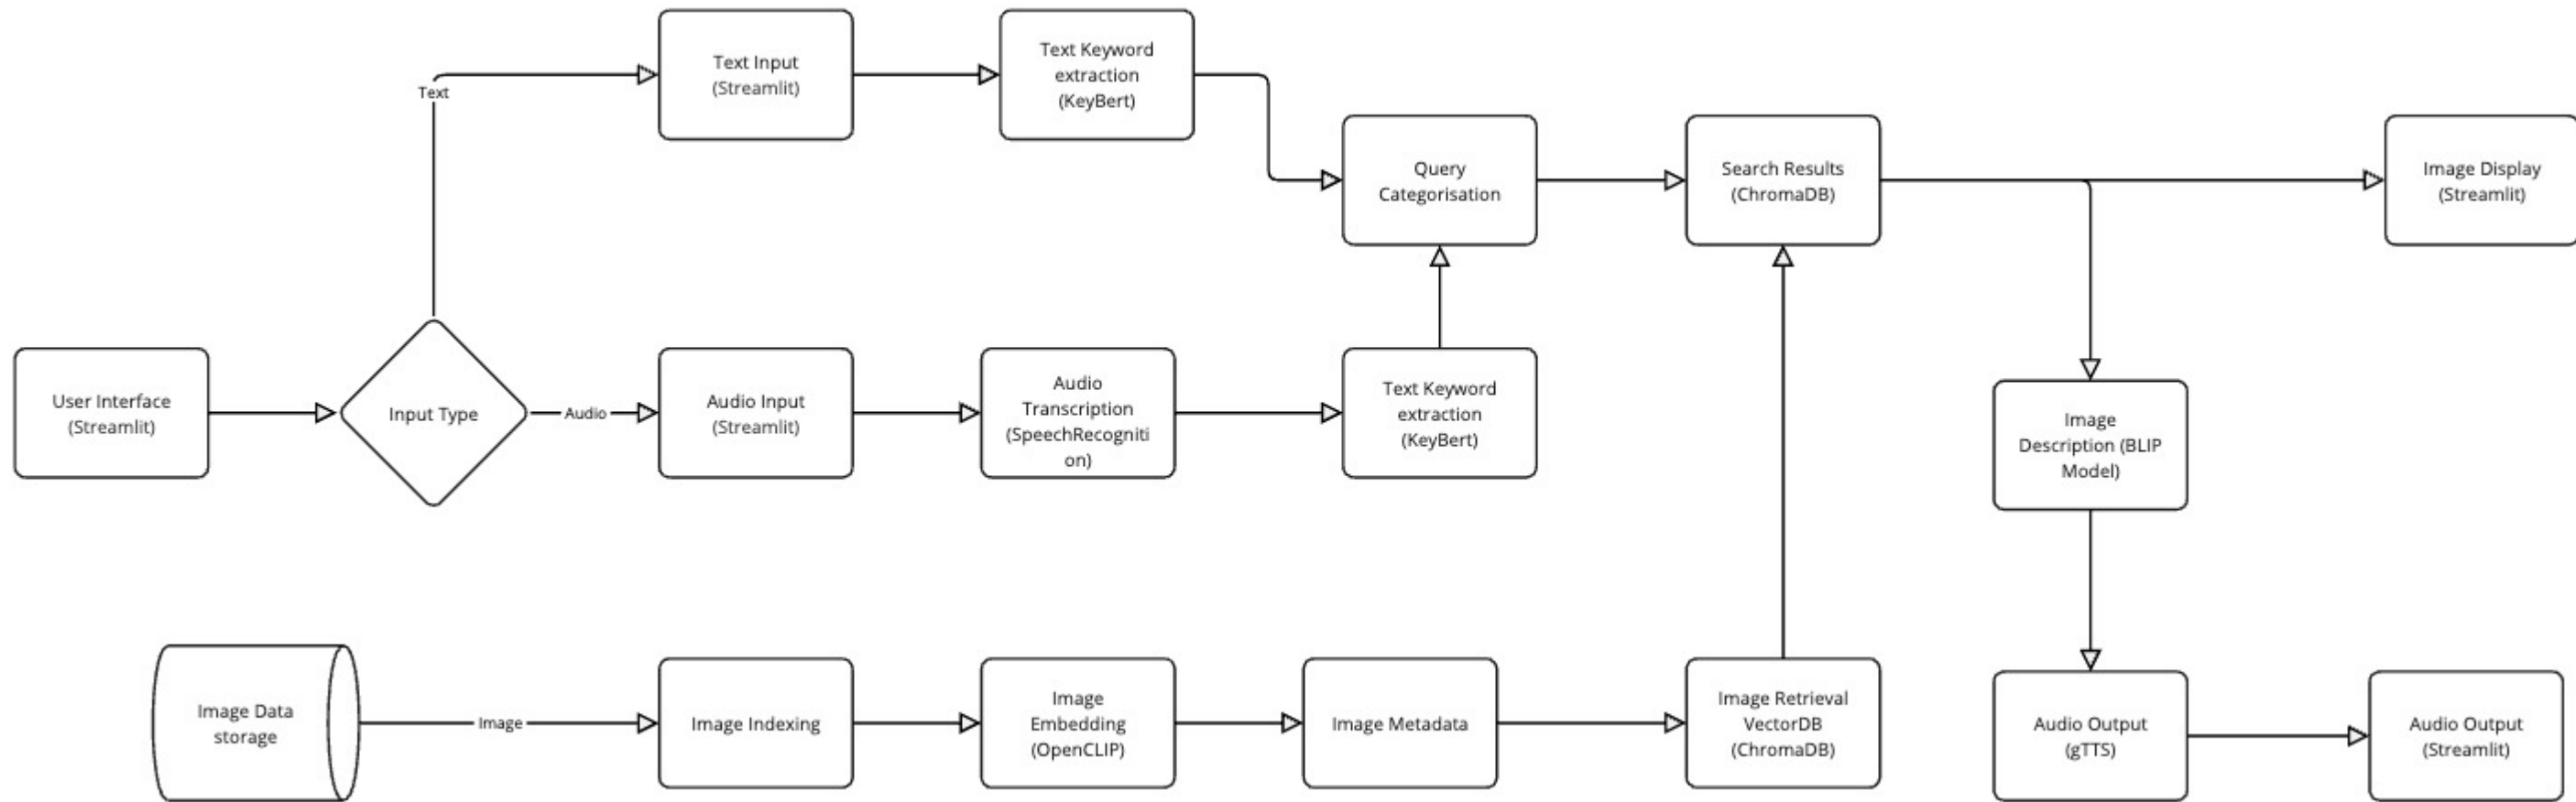 Text Input
(Streamlit)
Text Keyword
extraction
(KeyBert)
Text
Query
Categorisation
Search Results
(ChromaDB)
Image Display
(Streamlit)
User Interface
(Streamlit)
Input Type
Audio
Audio Input
(Streamlit)
Audio
Transcription
(SpeechRecogniti
on)
Text Keyword
extraction
(KeyBert)
Image
Description (BLIP
Model)
Image Data
storage
Image
Image Indexing
Image
Embedding
(OpenCLIP)
Image Metadata
Image Retrieval
VectorDB
(ChromaDB)
Audio Output
(gTTS)
Audio Output
(Streamlit)